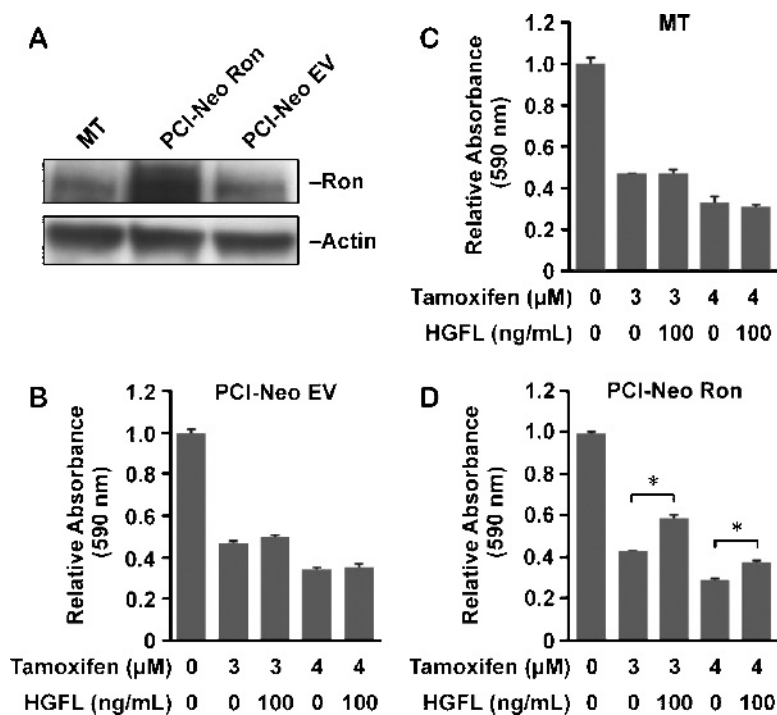 A
MT
PCI-Neo Ron
PCI-Neo EV
–Ron
–Actin
C
MT
Relative Absorbance
(590 nm)
1.2
1.0
0.8
0.6
0.4
0.2
0
Tamoxifen (µM) 0 3 3 4 4
HGFL (ng/mL) 0 0 100 0 100
B
PCI-Neo EV
Relative Absorbance
(590 nm)
1.2
1.0
0.8
0.6
0.4
0.2
0
Tamoxifen (µM) 0 3 3 4 4
HGFL (ng/mL) 0 0 100 0 100
D
PCI-Neo Ron
Relative Absorbance
(590 nm)
1.2
1.0
0.8
0.6
0.4
0.2
0
*
*
Tamoxifen (µM) 0 3 3 4 4
HGFL (ng/mL) 0 0 100 0 100